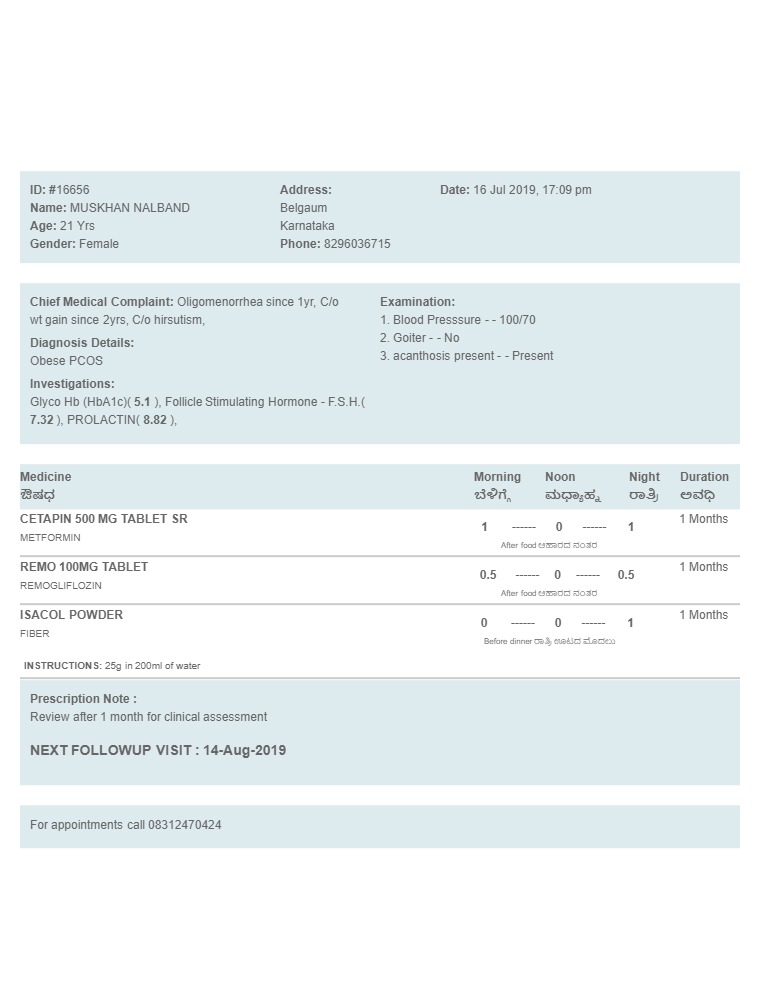 ID: #16656
Name: MUSKHAN NALBAND
Age: 21 Yrs
Gender: Female
Address:
Belgaum
Karnataka
Phone: 8296036715
Date: 16 Jul 2019, 17:09 pm
Chief Medical Complaint: Oligomenorrhea since 1yr, C/o
wt gain since 2yrs, C/o hirsutism,
Diagnosis Details:
Obese PCOS
Investigations:
Glyco Hb (HbA1c)( 5.1 ), Follicle Stimulating Hormone - F.S.H.(
7.32 ), PROLACTIN( 8.82 ),
Examination:
1. Blood Presssure - - 100/70
2. Goiter - - No
3. acanthosis present - - Present
Medicine Morning Noon Night Duration
ಔಷಧ ಬೆಳಿಗ್ಗೆ ಮಧ್ಯಾಹ್ನ ರಾತ್ರಿ ಅವಧಿ
CETAPIN 500 MG TABLET SR 1 ------ 0 ------ 1 1 Months
METFORMIN
After food ಆಹಾರದ ನಂತರ
REMO 100MG TABLET 0.5 ------ 0 ------ 0.5 1 Months
REMOGLIFLOZIN
After food ಆಹಾರದ ನಂತರ
ISACOL POWDER 0 ------ 0 ------ 1 1 Months
FIBER
Before dinner ರಾತ್ರಿ ಊಟದ ಮೊದಲು
INSTRUCTIONS: 25g in 200ml of water
Prescription Note :
Review after 1 month for clinical assessment
NEXT FOLLOWUP VISIT : 14-Aug-2019
For appointments call 08312470424